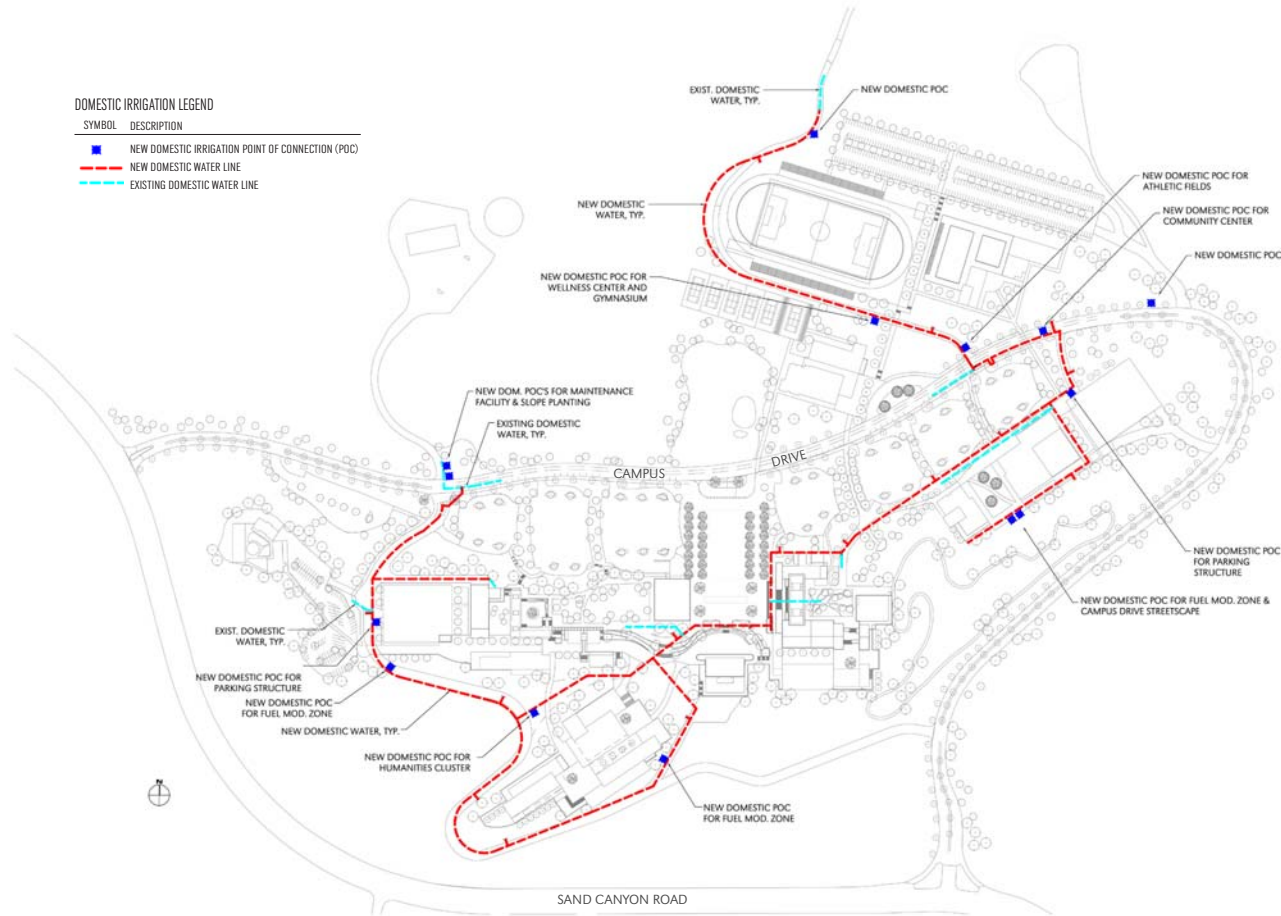 DOMESTIC IRRIGATION LEGEND
SYMBOL DESCRIPTION
NEW DOMESTIC IRRIGATION POINT OF CONNECTION (POC)
NEW DOMESTIC WATER LINE
EXISTING DOMESTIC WATER LINE
EXIST. DOMESTIC
WATER, TYP.
NEW DOMESTIC POC
NEW DOMESTIC POC FOR
ATHLETIC FIELDS
NEW DOMESTIC
WATER, TYP.
NEW DOMESTIC POC FOR
COMMUNITY CENTER
NEW DOMESTIC POC
NEW DOMESTIC POC FOR
WELLNESS CENTER AND
GYMNASIUM
NEW DOM. POC'S FOR MAINTENANCE
FACILITY & SLOPE PLANTING
EXISTING DOMESTIC
WATER, TYP.
CAMPUS
DRIVE
NEW DOMESTIC POC
FOR PARKING
STRUCTURE
NEW DOMESTIC POC FOR FUEL MOD. ZONE &
CAMPUS DRIVE STREETSCAPE
EXIST. DOMESTIC
WATER, TYP.
NEW DOMESTIC POC FOR
PARKING STRUCTURE
NEW DOMESTIC POC
FOR FUEL MOD. ZONE
NEW DOMESTIC WATER, TYP.
NEW DOMESTIC POC FOR
HUMANITIES CLUSTER
N
NEW DOMESTIC POC
FOR FUEL MOD. ZONE
SAND CANYON ROAD